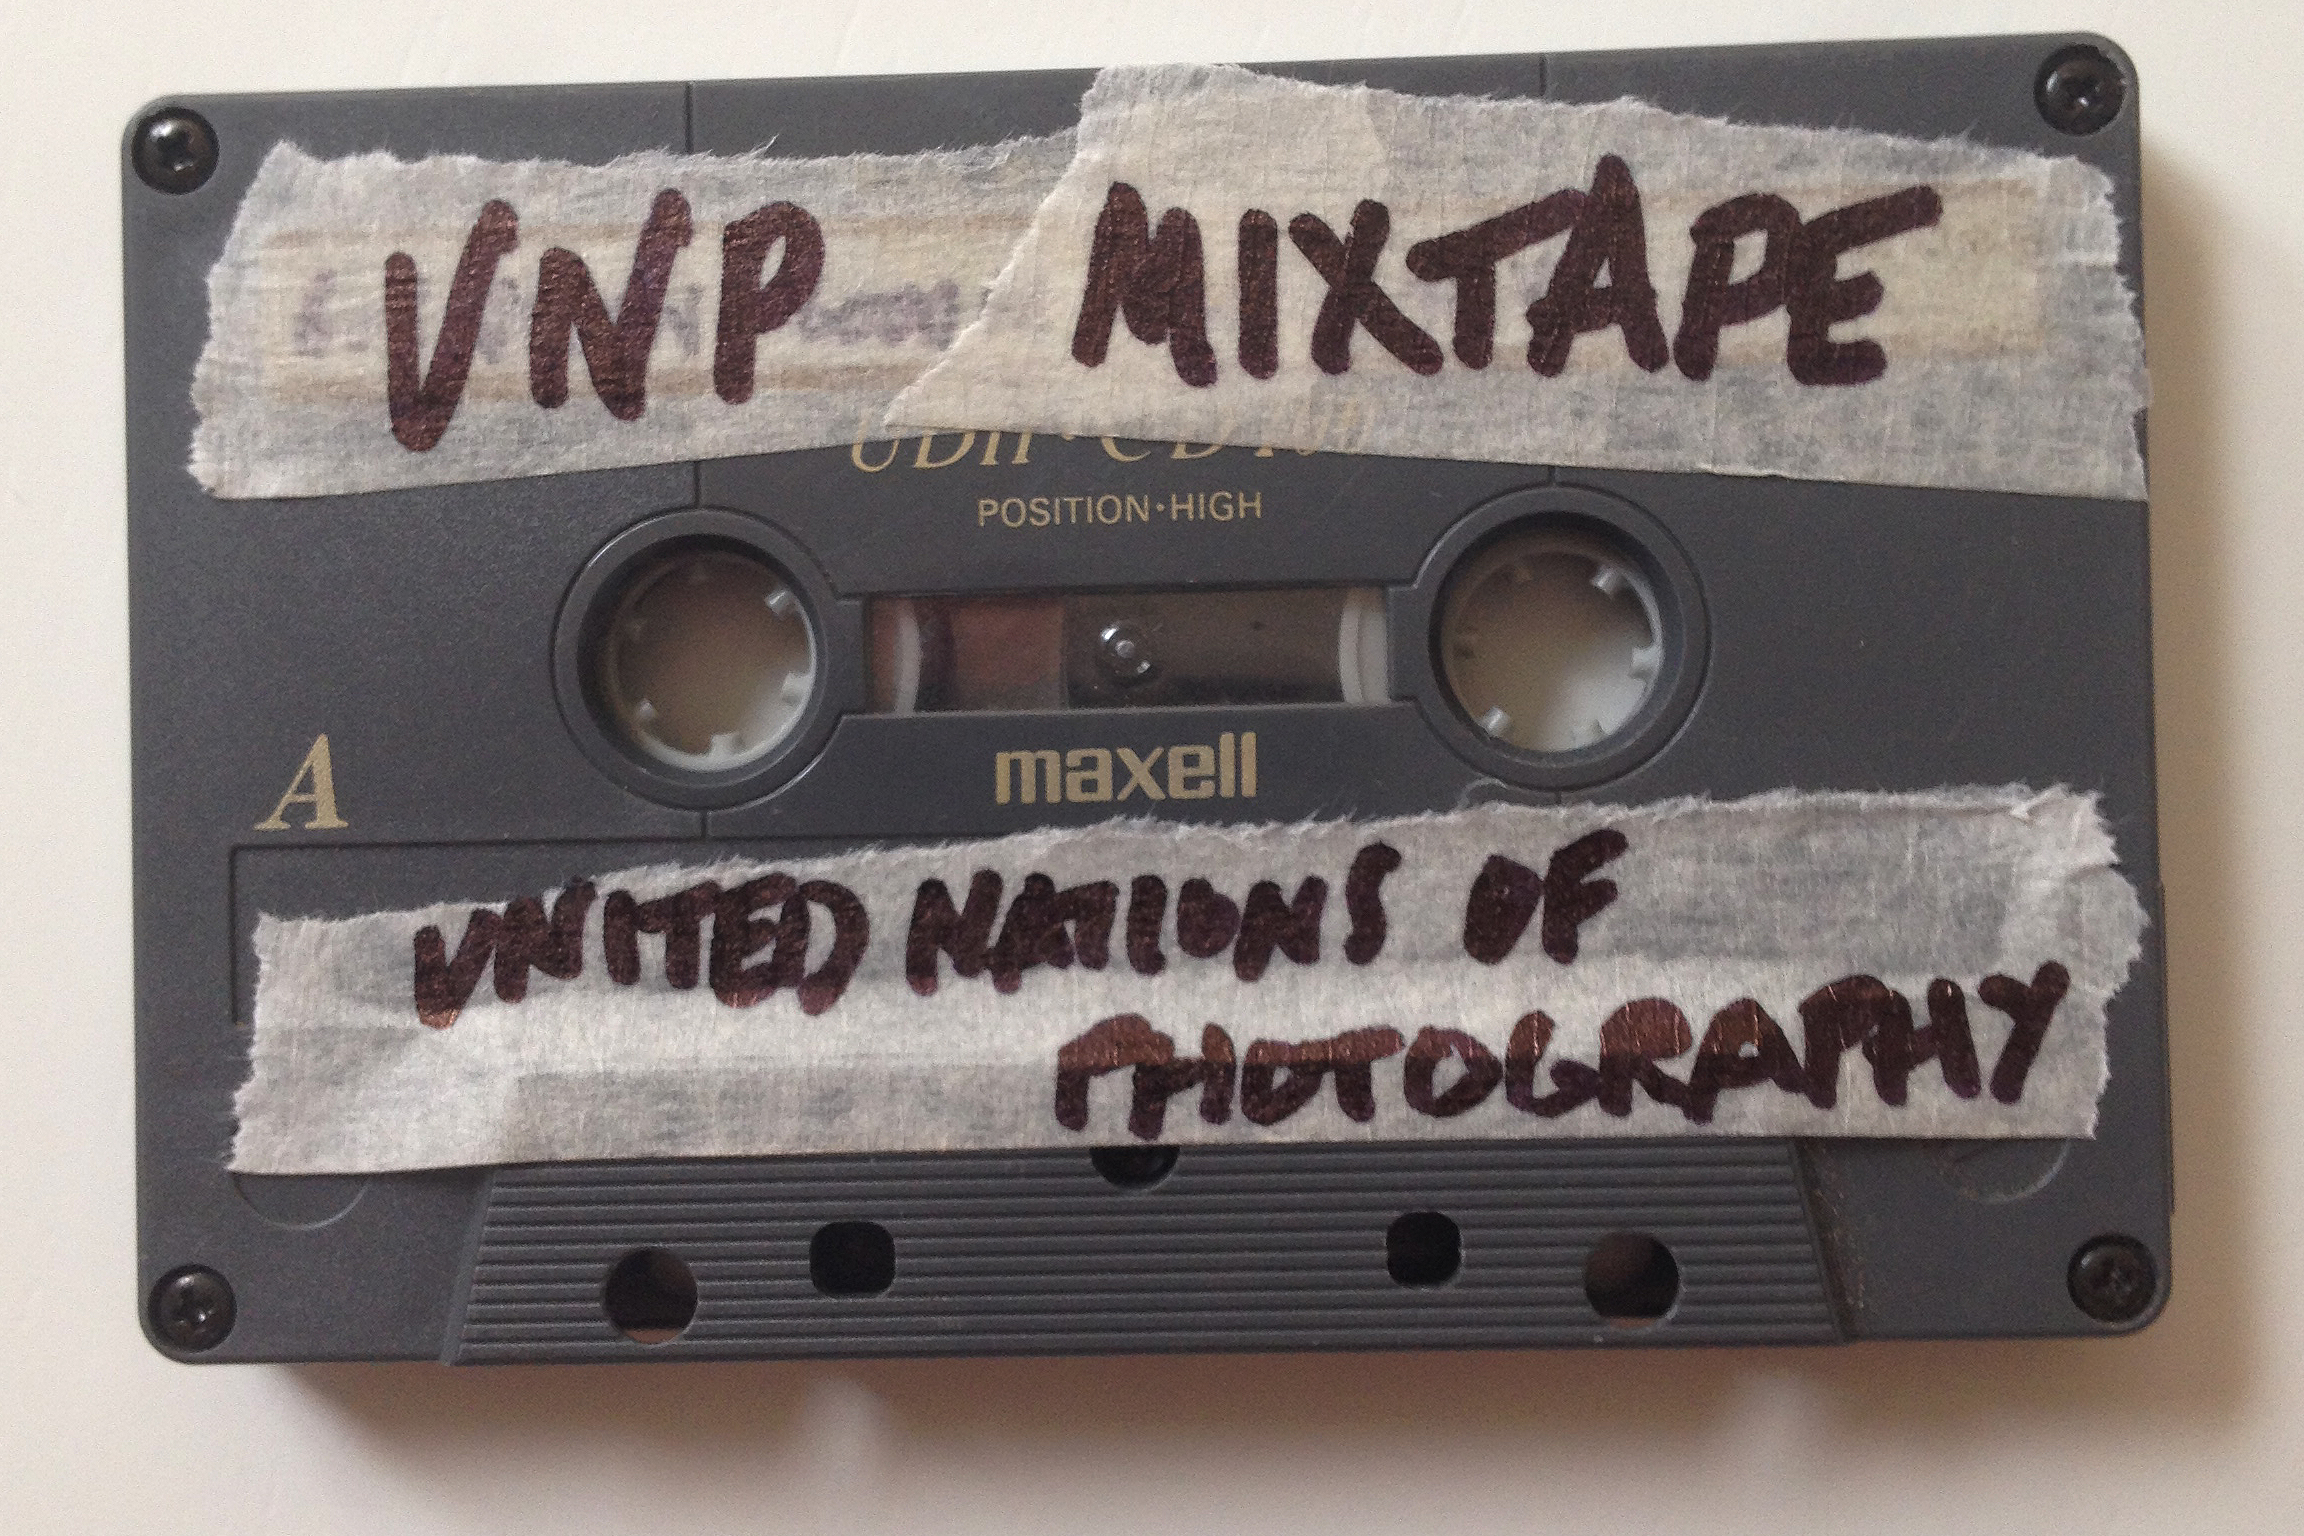 UNP MIXTAPE
POSITION·HIGH
maxell
A
UNITED NATIONS OF
PHOTOGRAPHY